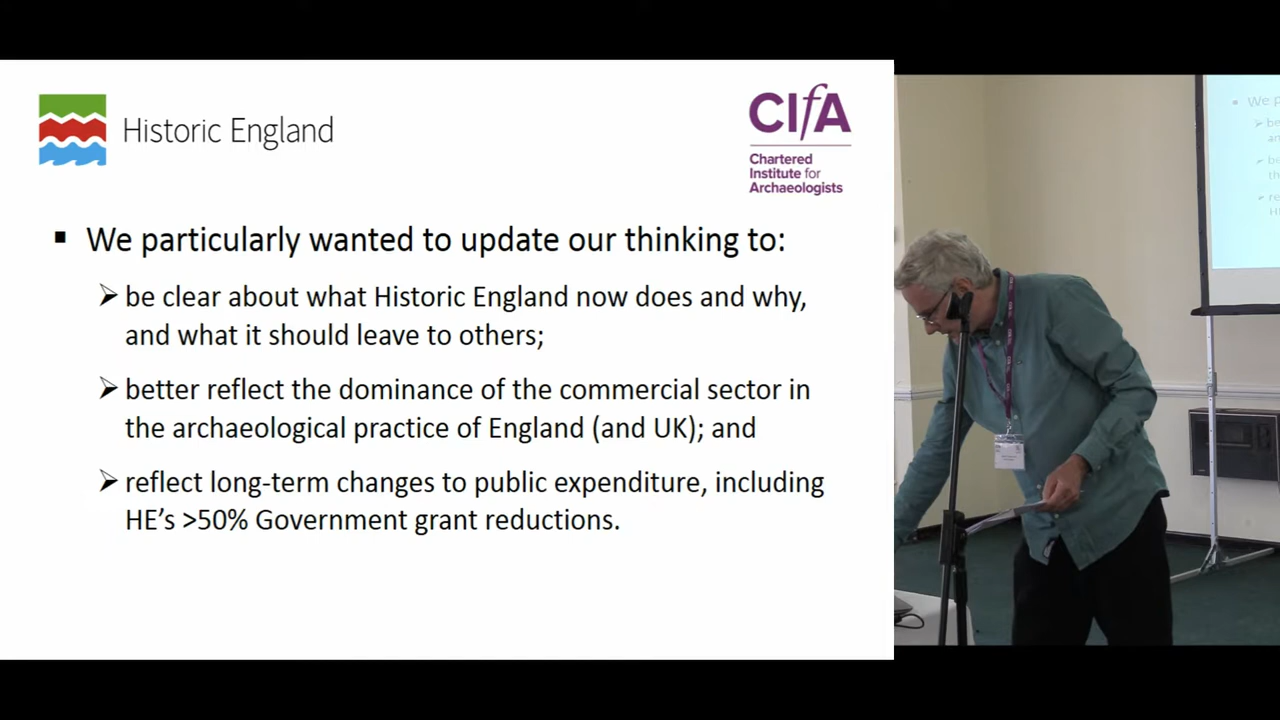 Historic England
CIfA
Chartered
Institute for
Archaeologists
▪ We particularly wanted to update our thinking to:
➢ be clear about what Historic England now does and why,
and what it should leave to others;
➢ better reflect the dominance of the commercial sector in
the archaeological practice of England (and UK); and
➢ reflect long-term changes to public expenditure, including
HE’s >50% Government grant reductions.
▪ We p
➢ be